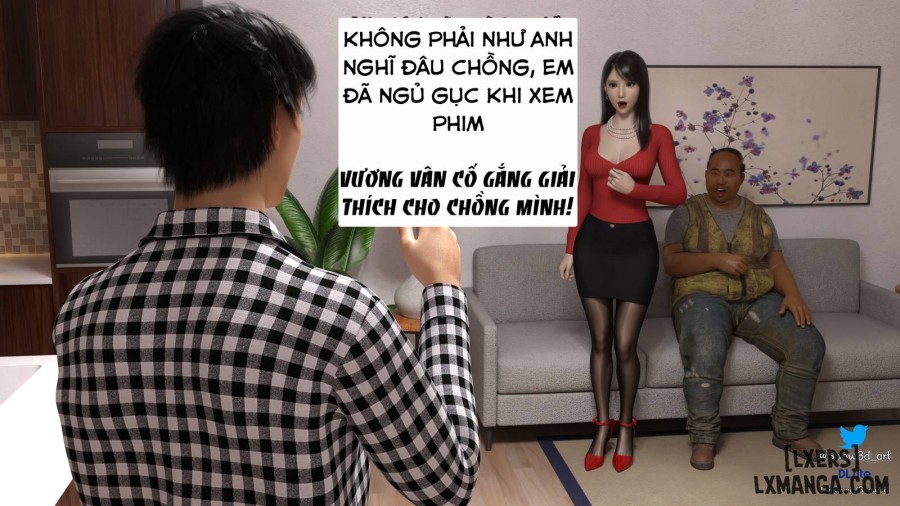 KHÔNG PHẢI NHƯ ANH
NGHĨ ĐÂU CHỒNG, EM
ĐÃ NGỦ GỤC KHI XEM
PHIM
VƯƠNG VÂN CỐ GẮNG GIẢI
THÍCH CHO CHỒNG MÌNH!
[LXERS]
LXMANGA.COM